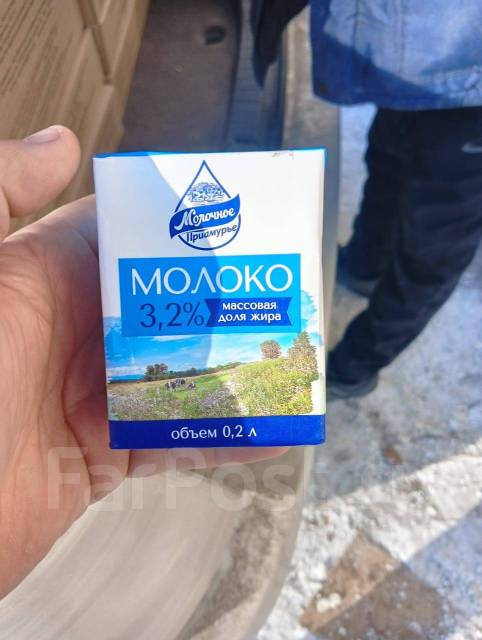 Молочное
Приамурье
МОЛОКО
3,2% массовая
доля жира
объем 0,2 л
FarPost